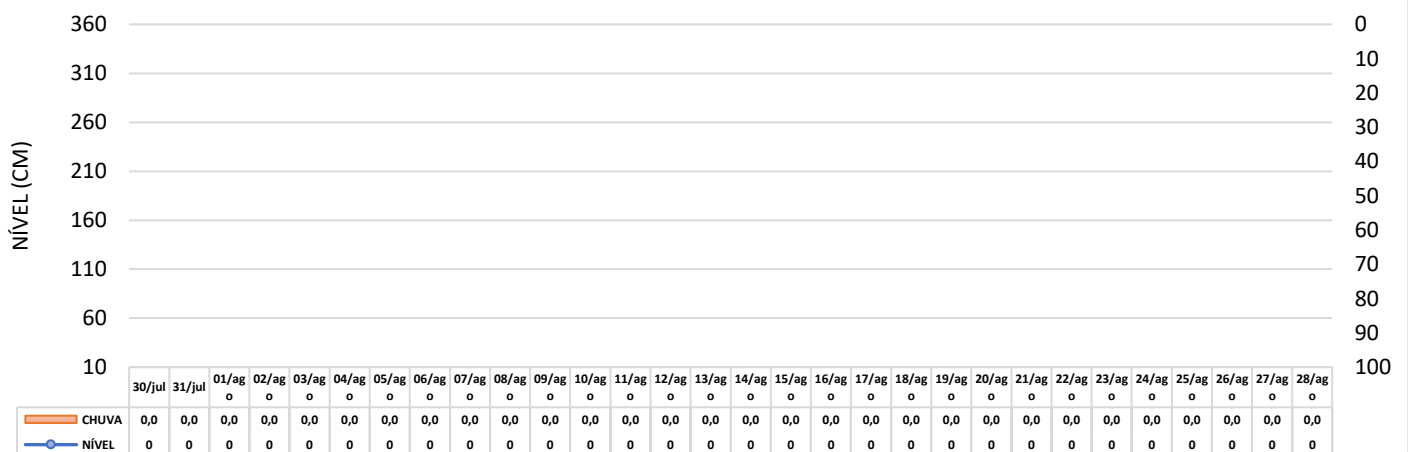 360 0
310 10
260 20
210 30
160 40
110 50
60 60
10 70
80
90
100
NÍVEL (CM)
30/jul 31/jul 01/ago 02/ago 03/ago 04/ago 05/ago 06/ago 07/ago 08/ago 09/ago 10/ago 11/ago 12/ago 13/ago 14/ago 15/ago 16/ago 17/ago 18/ago 19/ago 20/ago 21/ago 22/ago 23/ago 24/ago 25/ago 26/ago 27/ago 28/ago
CHUVA 0,0 0,0 0,0 0,0 0,0 0,0 0,0 0,0 0,0 0,0 0,0 0,0 0,0 0,0 0,0 0,0 0,0 0,0 0,0 0,0 0,0 0,0 0,0 0,0 0,0 0,0 0,0 0,0 0,0 0,0
NÍVEL 0 0 0 0 0 0 0 0 0 0 0 0 0 0 0 0 0 0 0 0 0 0 0 0 0 0 0 0 0 0